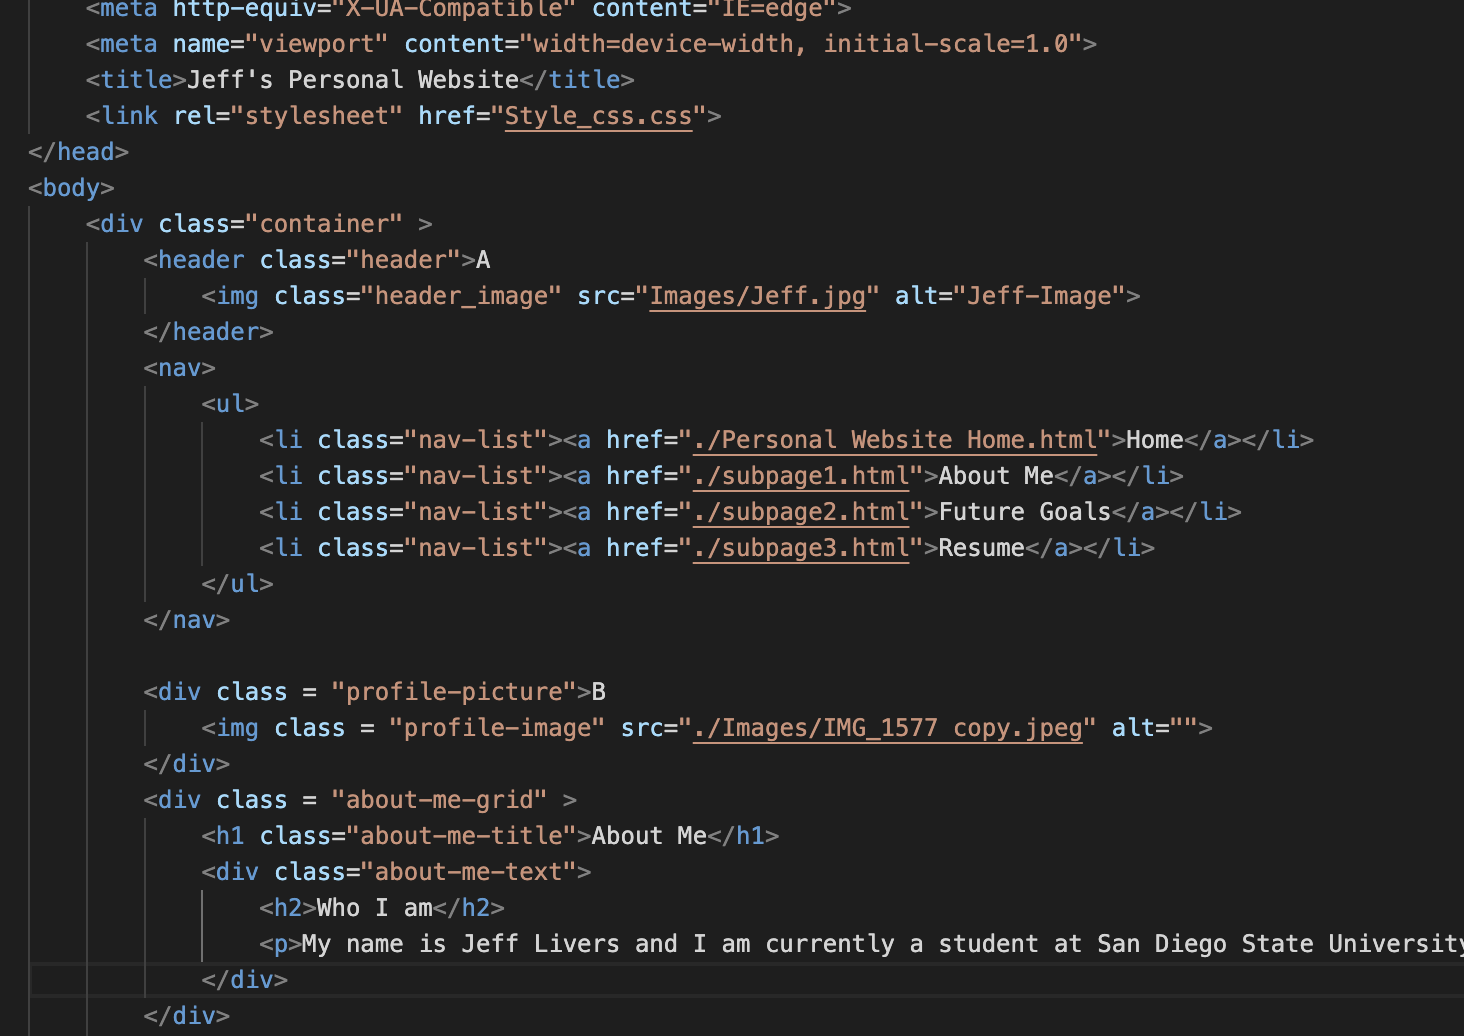 <meta http-equiv="X-UA-Compatible" content="IE=edge">
<meta name="viewport" content="width=device-width, initial-scale=1.0">
<title>Jeff's Personal Website</title>
<link rel="stylesheet" href="Style_css.css">
</head>
<body>
<div class="container" >
<header class="header">A
<img class="header_image" src="Images/Jeff.jpg" alt="Jeff-Image">
</header>
<nav>
<ul>
<li class="nav-list"><a href="./Personal Website Home.html">Home</a></li>
<li class="nav-list"><a href="./subpage1.html">About Me</a></li>
<li class="nav-list"><a href="./subpage2.html">Future Goals</a></li>
<li class="nav-list"><a href="./subpage3.html">Resume</a></li>
</ul>
</nav>
<div class = "profile-picture">B
<img class = "profile-image" src="./Images/IMG_1577 copy.jpeg" alt="">
</div>
<div class = "about-me-grid" >
<h1 class="about-me-title">About Me</h1>
<div class="about-me-text">
<h2>Who I am</h2>
<p>My name is Jeff Livers and I am currently a student at San Diego State University
</div>
</div>